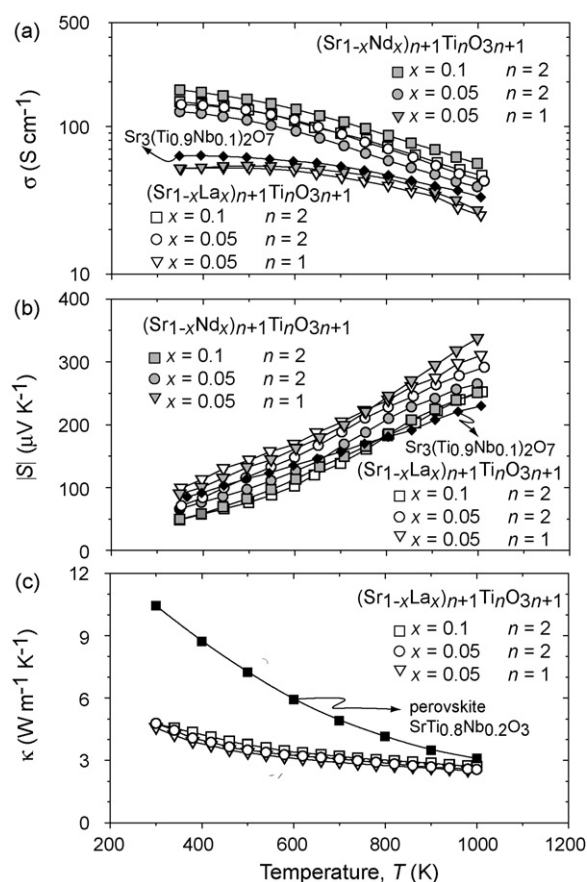 (a)
500
100
10
σ (S cm⁻¹)
(Sr1-xNdx)n+1TinO3n+1
x = 0.1 n = 2
x = 0.05 n = 2
x = 0.05 n = 1
Sr3(Ti0.9Nb0.1)2O7
(Sr1-xLax)n+1TinO3n+1
x = 0.1 n = 2
x = 0.05 n = 2
x = 0.05 n = 1
(b)
400
300
200
100
0
|S| (μV K⁻¹)
(Sr1-xNdx)n+1TinO3n+1
x = 0.1 n = 2
x = 0.05 n = 2
x = 0.05 n = 1
Sr3(Ti0.9Nb0.1)2O7
(Sr1-xLax)n+1TinO3n+1
x = 0.1 n = 2
x = 0.05 n = 2
x = 0.05 n = 1
(c)
12
9
6
3
0
κ (W m⁻¹ K⁻¹)
(Sr1-xLax)n+1TinO3n+1
x = 0.1 n = 2
x = 0.05 n = 2
x = 0.05 n = 1
perovskite
SrTi0.8Nb0.2O3
200 400 600 800 1000 1200
Temperature, T (K)